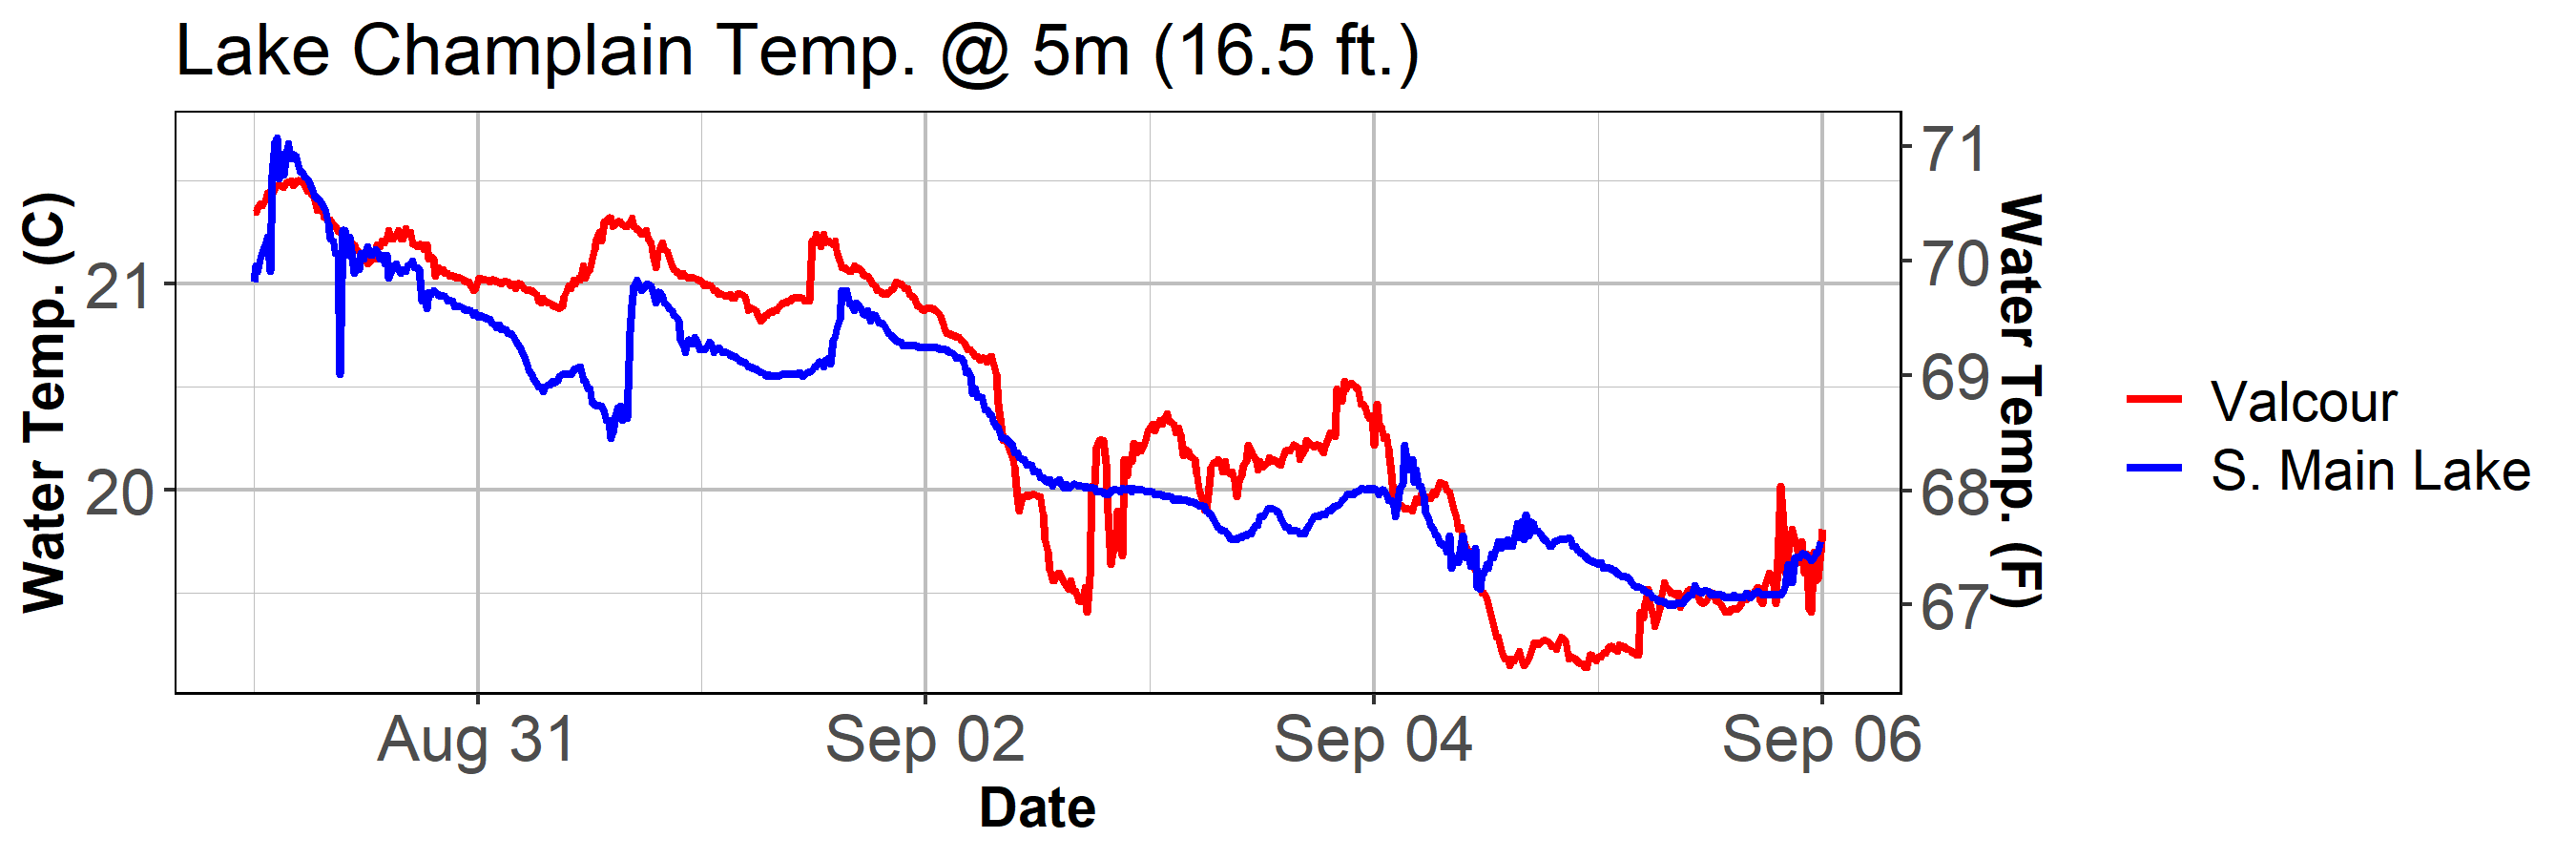 Lake Champlain Temp. @ 5m (16.5 ft.)
Water Temp. (C)
21
20
71
70
69
68
67
Water Temp. (F)
Valcour
S. Main Lake
Aug 31
Sep 02
Sep 04
Sep 06
Date